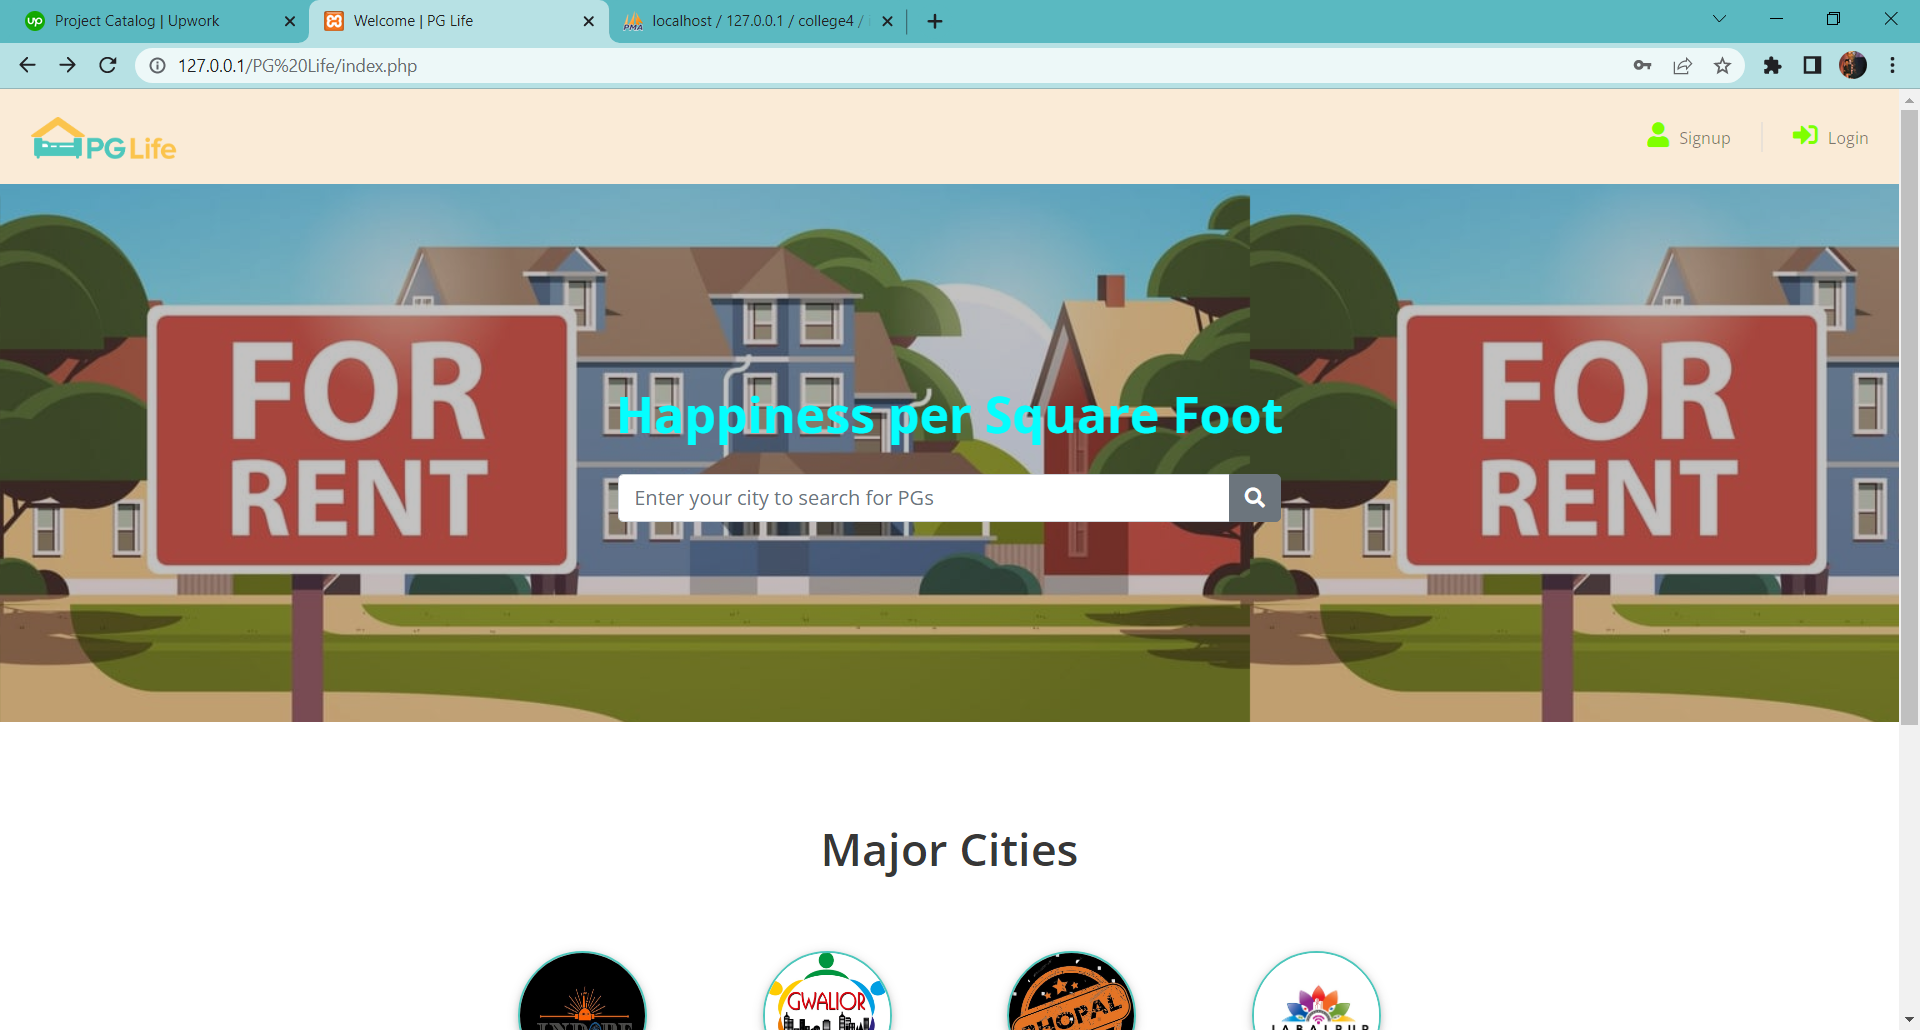 Project Catalog | Upwork
Welcome | PG Life
localhost / 127.0.0.1 / college4 /
127.0.0.1/PG%20Life/index.php
PG Life
Signup
Login
FOR
RENT
FOR
RENT
Happiness per Square Foot
Enter your city to search for PGs
Major Cities
GWALIOR
BHOPAL
JABALPUR